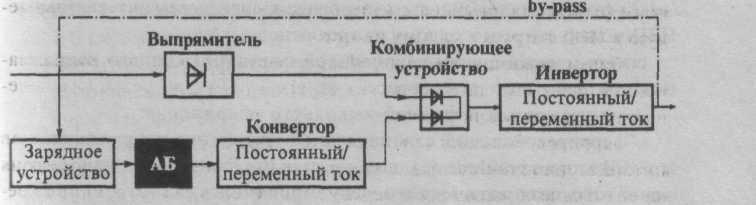 by-pass
Выпрямитель
Комбинирующее
устройство
Инвертор
Постоянный/
переменный ток
Конвертор
Зарядное
устройство
АБ
Постоянный/
переменный ток